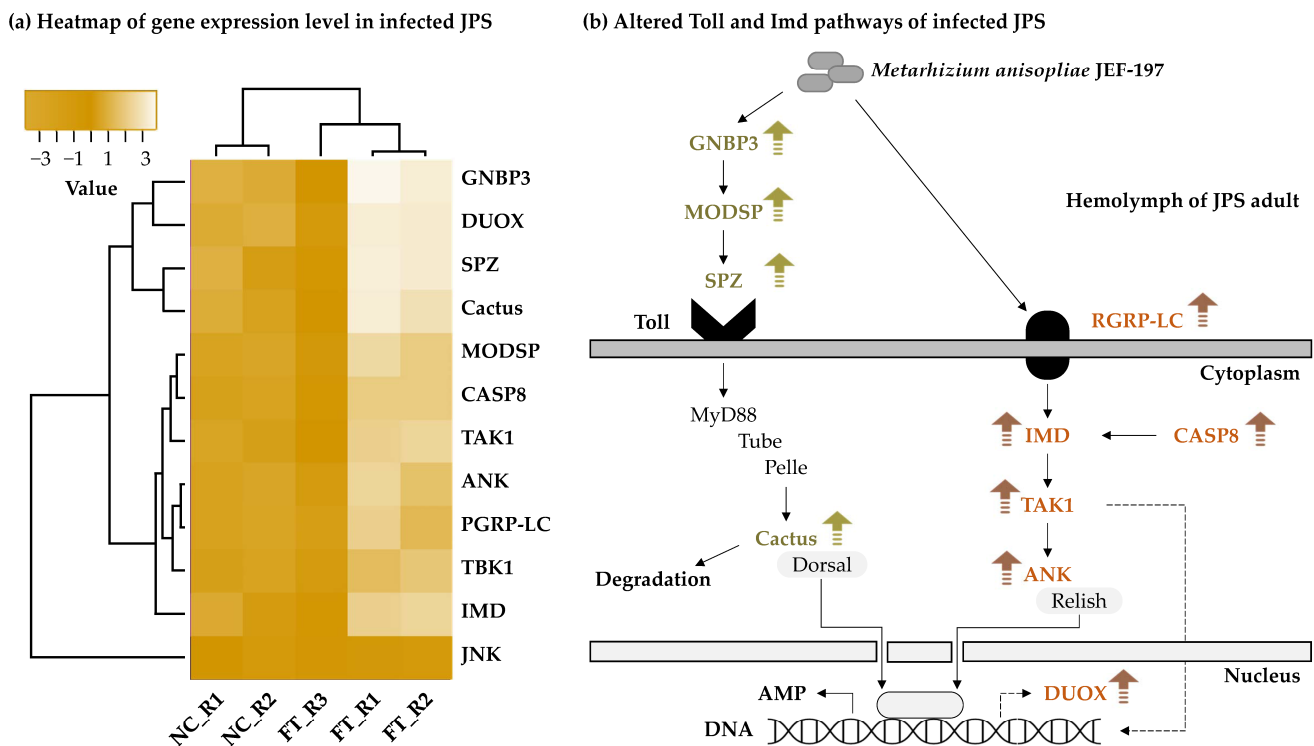 (a) Heatmap of gene expression level in infected JPS
−3 −1 1 3
Value
GNBP3
DUOX
SPZ
Cactus
MODSP
CASP8
TAK1
ANK
PGRP-LC
TBK1
IMD
JNK
NC_R1
NC_R2
FT_R3
FT_R1
FT_R2
(b) Altered Toll and Imd pathways of infected JPS
Metarhizium anisopliae JEF-197
GNBP3
MODSP
Hemolymph of JPS adult
SPZ
Toll
RGRP-LC
Cytoplasm
MyD88
Tube
Pelle
IMD
CASP8
TAK1
Cactus
Dorsal
Degradation
ANK
Relish
Nucleus
AMP
DUOX
DNA